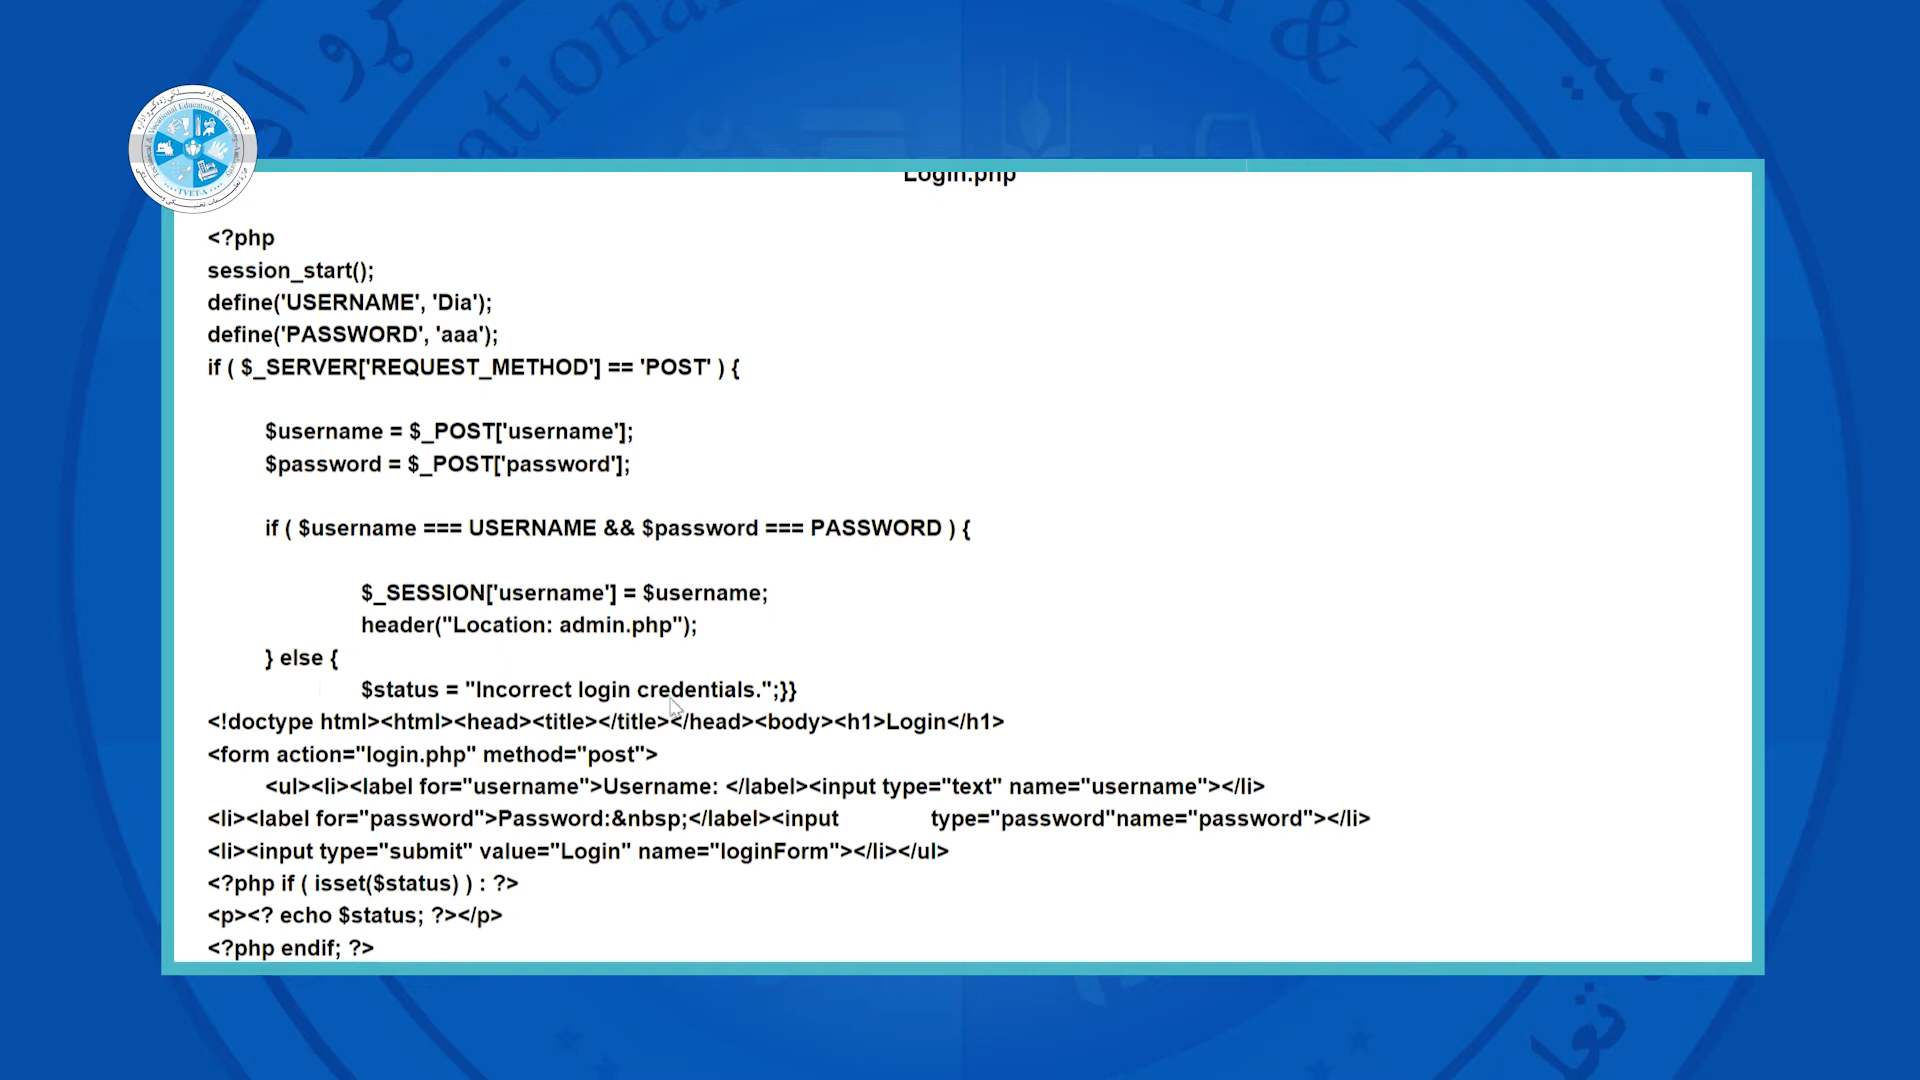 Login.php
<?php
session_start();
define('USERNAME', 'Dia');
define('PASSWORD', 'aaa');
if ( $_SERVER['REQUEST_METHOD'] == 'POST' ) {
$username = $_POST['username'];
$password = $_POST['password'];
if ( $username === USERNAME && $password === PASSWORD ) {
$_SESSION['username'] = $username;
header("Location: admin.php");
} else {
$status = "Incorrect login credentials.";}}
<!doctype html><html><head><title></title></head><body><h1>Login</h1>
<form action="login.php" method="post">
<ul><li><label for="username">Username: </label><input type="text" name="username"></li>
<li><label for="password">Password:&nbsp;</label><input type="password"name="password"></li>
<li><input type="submit" value="Login" name="loginForm"></li></ul>
<?php if ( isset($status) ) : ?>
<p><? echo $status; ?></p>
<?php endif; ?>
TVET-A